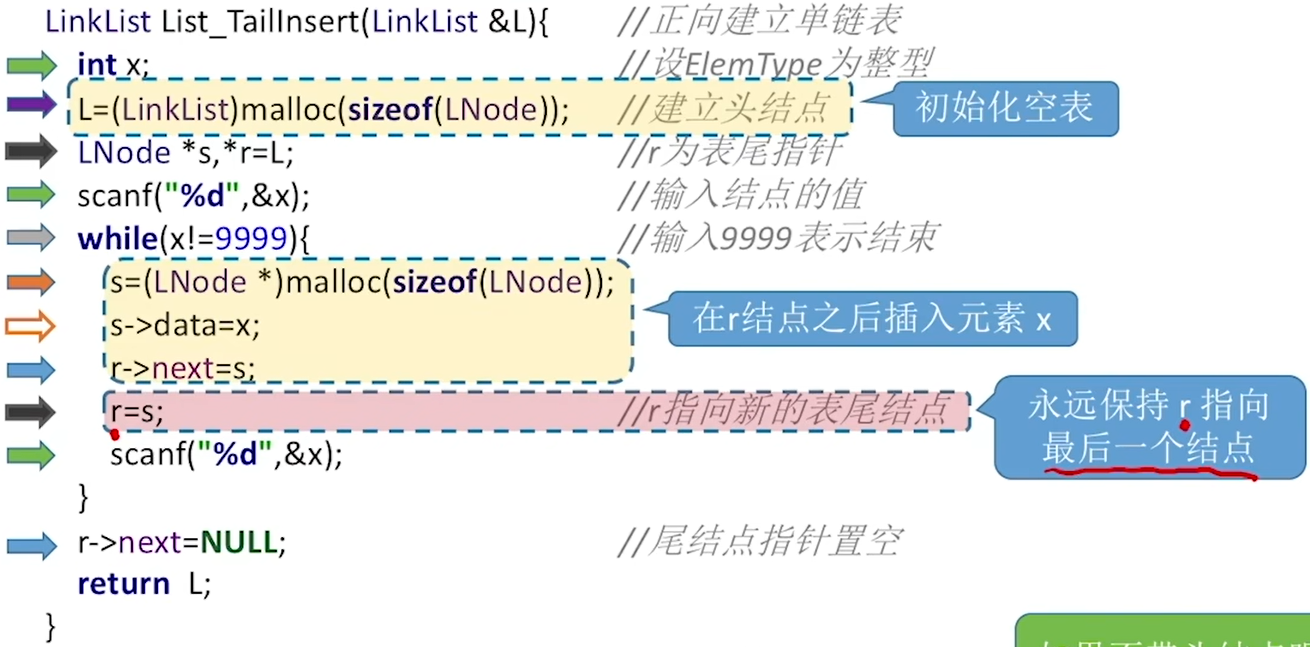 LinkList List_TailInsert(LinkList &L){ //正向建立单链表
int x; //设ElemType为整型
L=(LinkList)malloc(sizeof(LNode)); //建立头结点
初始化空表
LNode *s,*r=L; //r为表尾指针
scanf("%d",&x); //输入结点的值
while(x!=9999){ //输入9999表示结束
s=(LNode *)malloc(sizeof(LNode));
s->data=x;
r->next=s;
在r结点之后插入元素 x
r=s; //r指向新的表尾结点
永远保持 r 指向
最后一个结点
scanf("%d",&x);
}
r->next=NULL; //尾结点指针置空
return L;
}